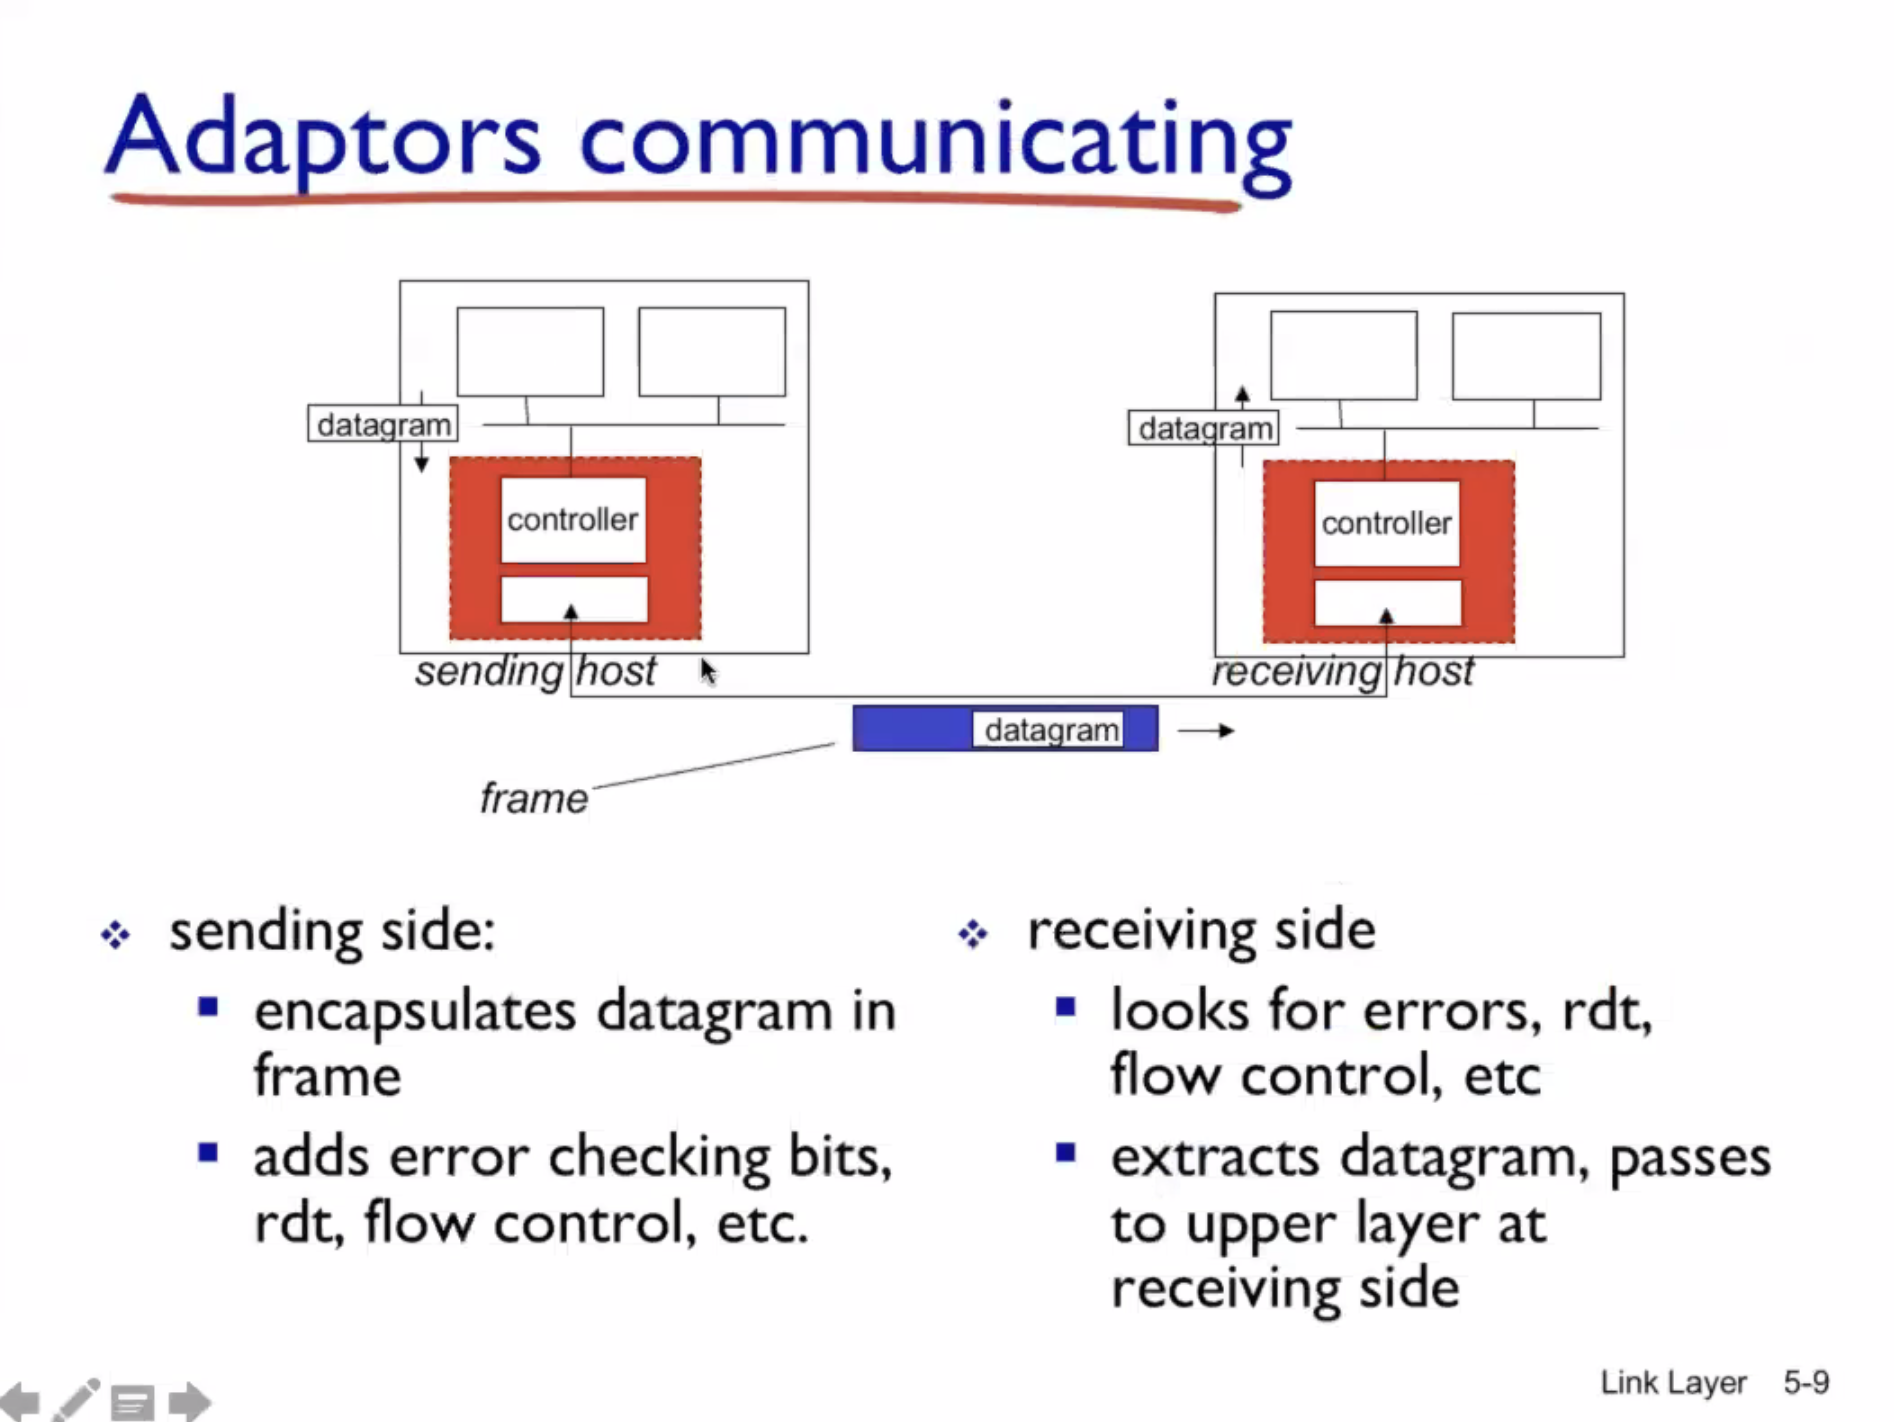 Adaptors communicating
datagram
controller
sending host
datagram
controller
receiving host
datagram
frame
sending side:
encapsulates datagram in
frame
adds error checking bits,
rdt, flow control, etc.
receiving side
looks for errors, rdt,
flow control, etc
extracts datagram, passes
to upper layer at
receiving side
Link Layer 5-9